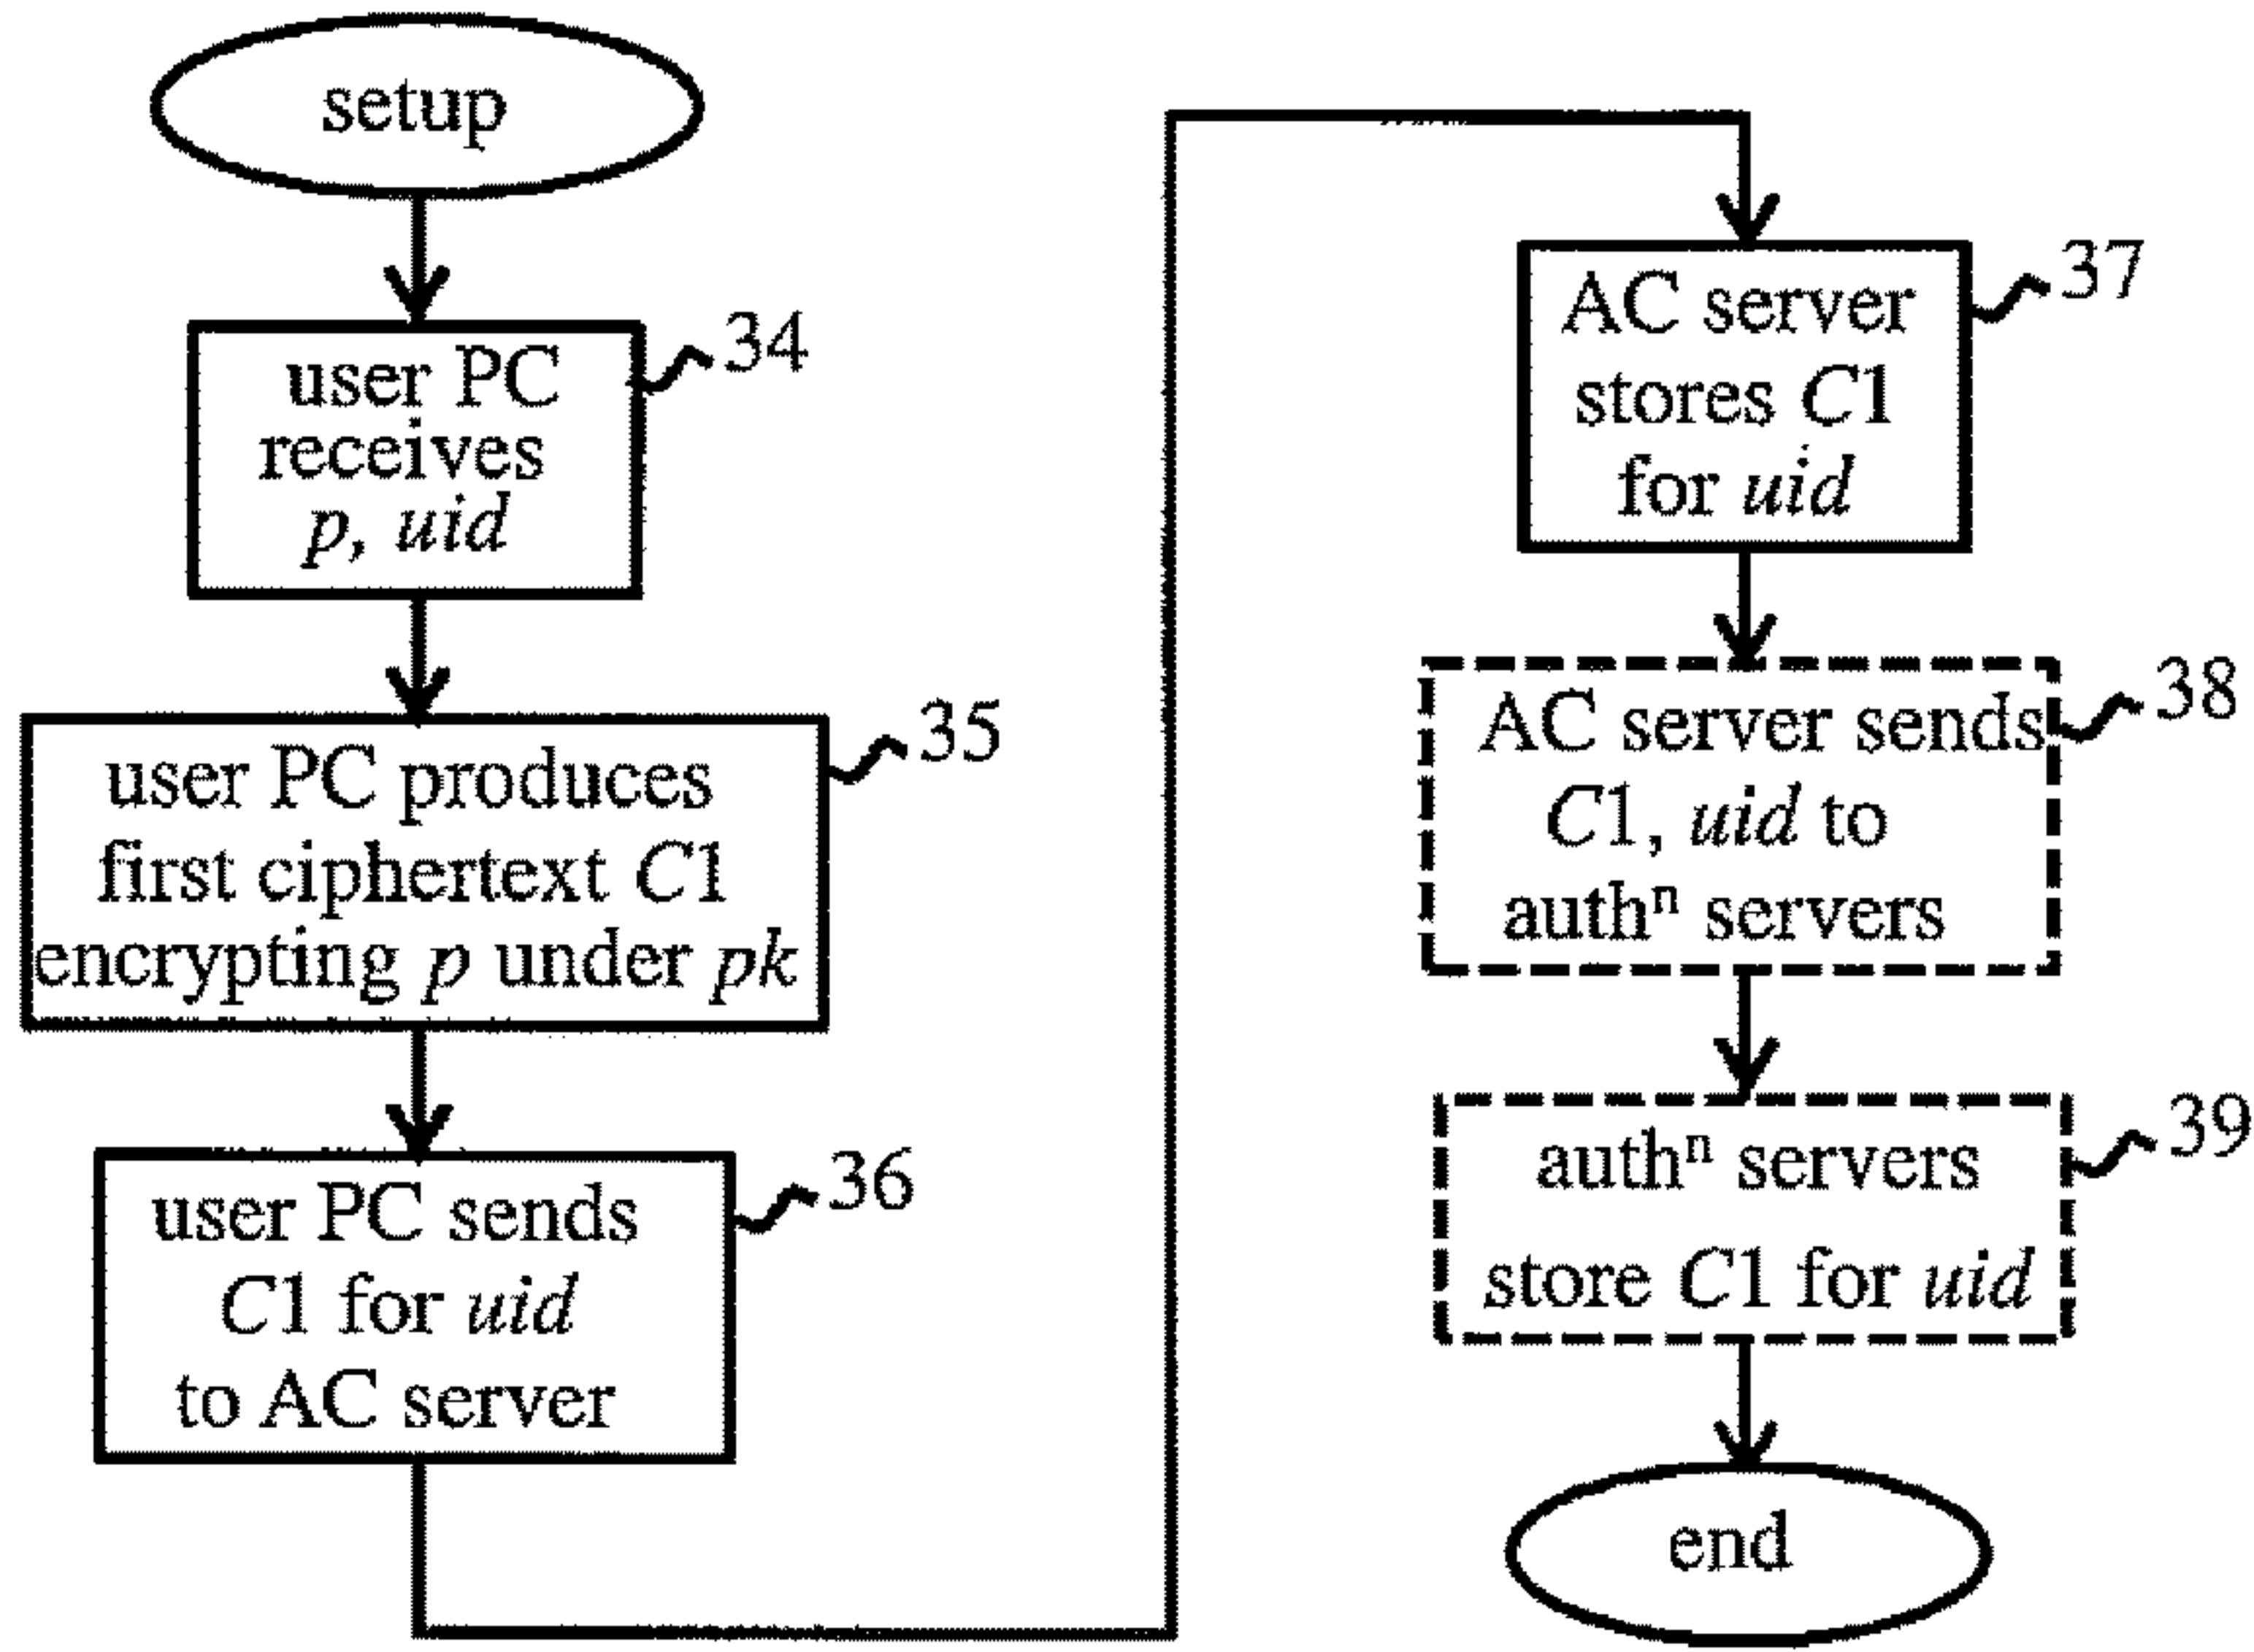 setup
user PC
receives
p, uid
34
user PC produces
first ciphertext C1
encrypting p under pk
35
user PC sends
C1 for uid
to AC server
36
AC server
stores C1
for uid
37
AC server sends
C1, uid to
authⁿ servers
38
authⁿ servers
store C1 for uid
39
end